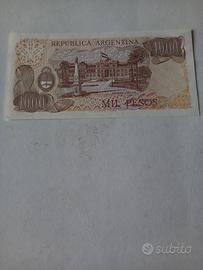 REPUBLICA ARGENTINA
1000
1000
MIL PESOS
subito